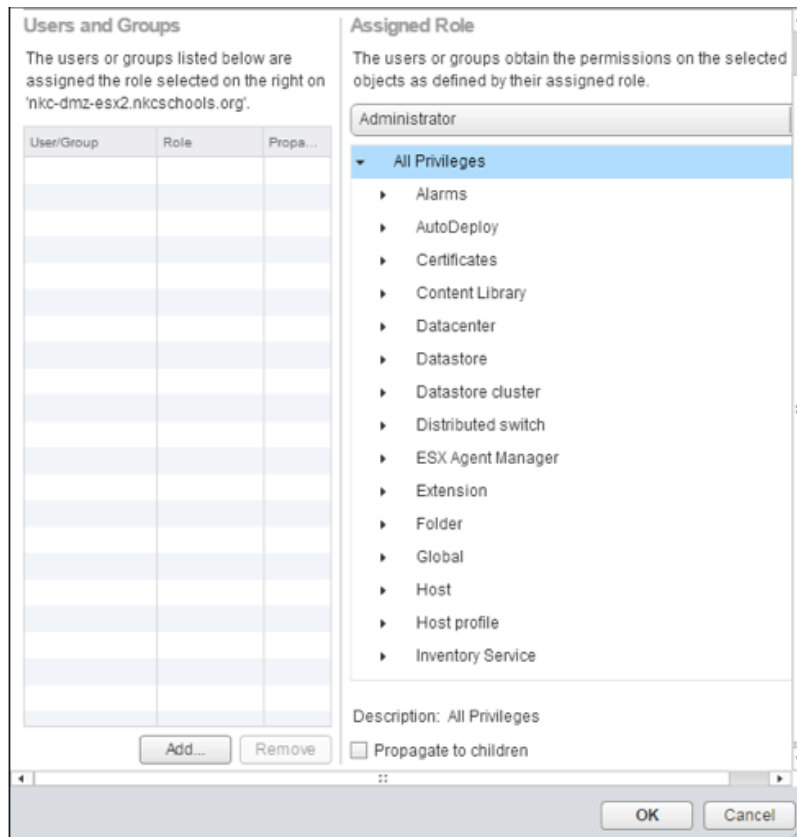 Users and Groups
The users or groups listed below are
assigned the role selected on the right on
'nkc-dmz-esx2.nkcschools.org'.
User/Group Role Propa...
Add... Remove
Assigned Role
The users or groups obtain the permissions on the selected
objects as defined by their assigned role.
Administrator
All Privileges
Alarms
AutoDeploy
Certificates
Content Library
Datacenter
Datastore
Datastore cluster
Distributed switch
ESX Agent Manager
Extension
Folder
Global
Host
Host profile
Inventory Service
Description: All Privileges
Propagate to children
OK Cancel